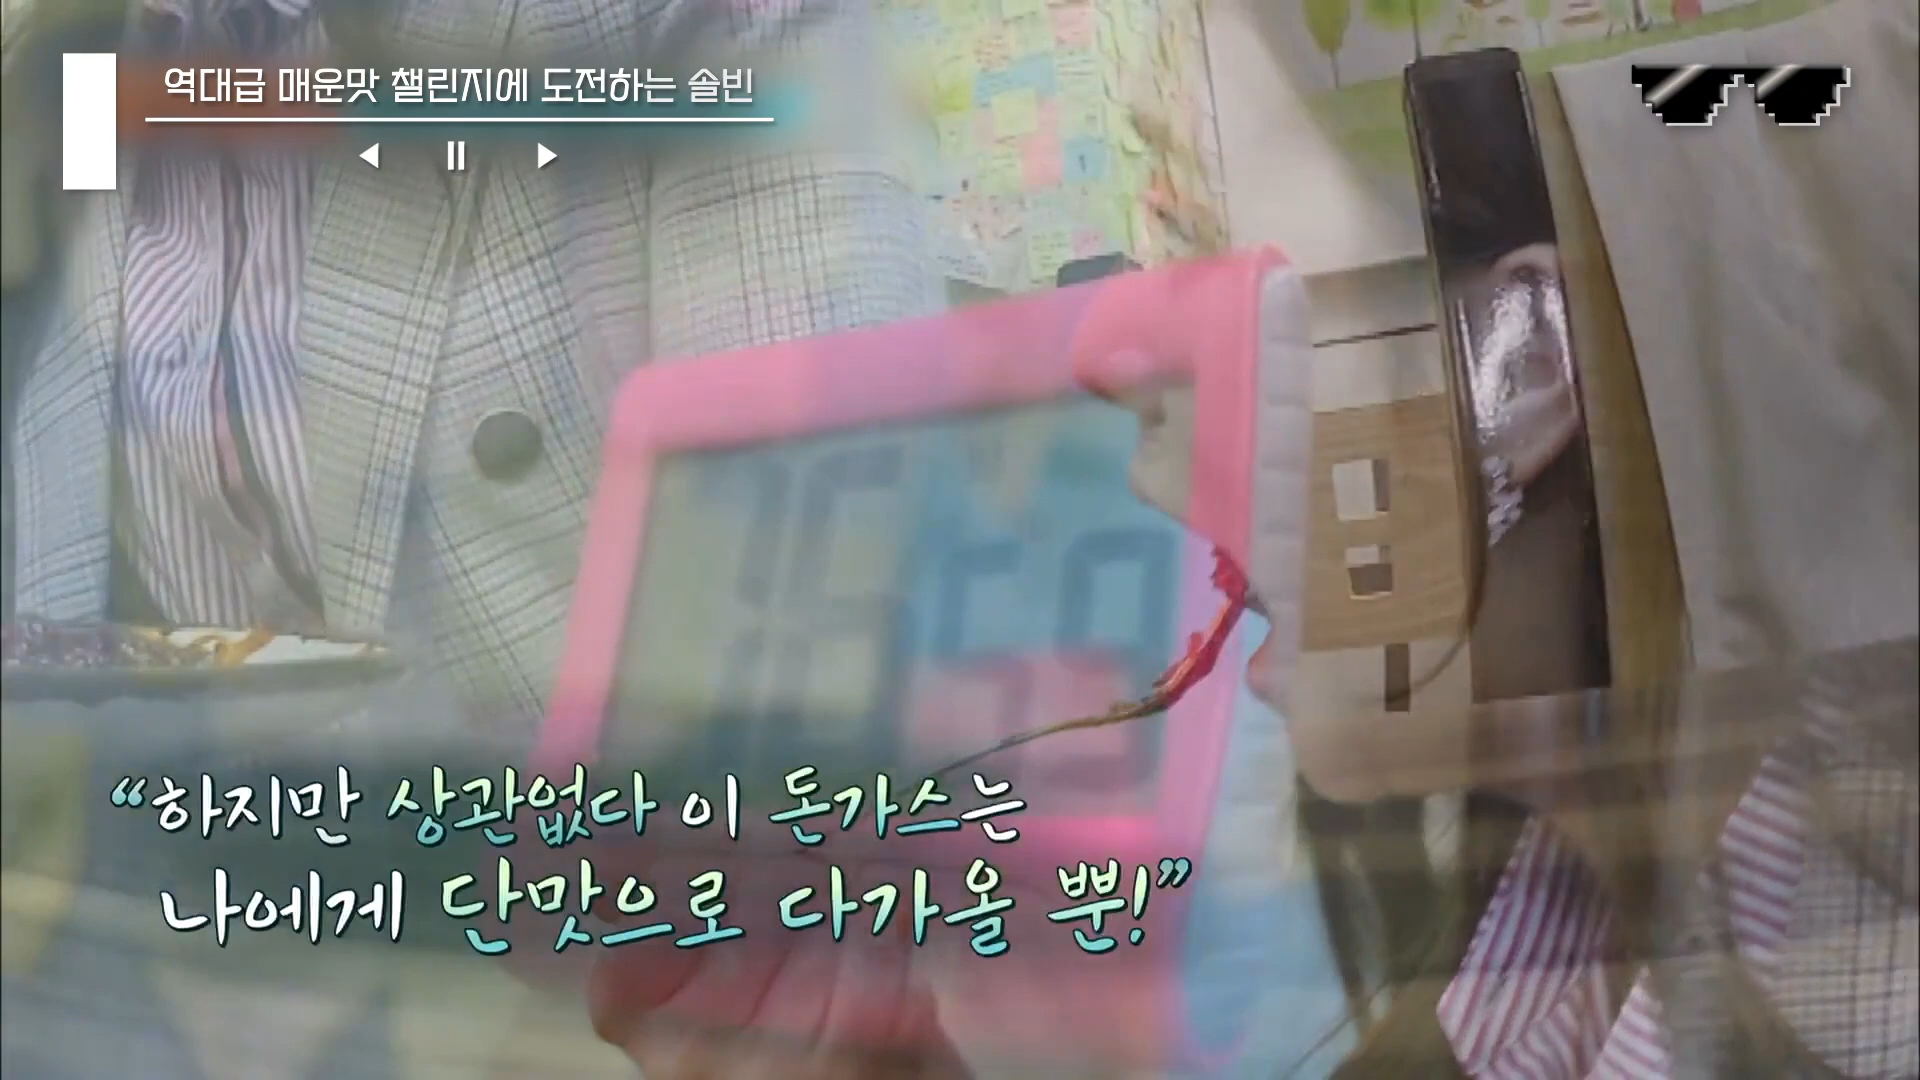 역대급 매운맛 챌린지에 도전하는 솔빈
“하지만 상관없다 이 돈가스는
나에게 단맛으로 다가올 뿐!”